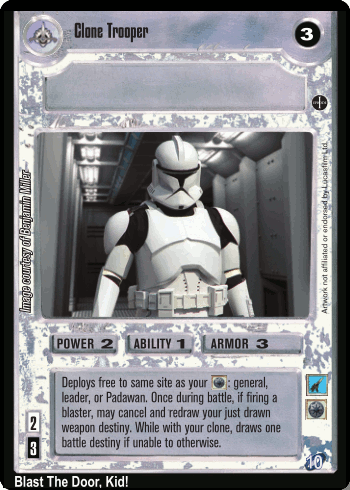 Clone Trooper
3
Image courtesy of Benjamin Miller
Artwork not affiliated or endorsed by Lucasfilm Ltd.
POWER 2 ABILITY 1 ARMOR 3
Deploys free to same site as your : general,
leader, or Padawan. Once during battle, if firing a
blaster, may cancel and redraw your just drawn
weapon destiny. While with your clone, draws one
battle destiny if unable to otherwise.
2
3
10
Blast The Door, Kid!